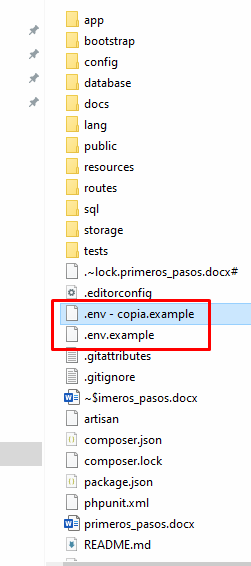 app
bootstrap
config
database
docs
lang
public
resources
routes
sql
storage
tests
.~lock.primeros_pasos.docx#
.editorconfig
.env - copia.example
.env.example
.gitattributes
.gitignore
~$imeros_pasos.docx
artisan
composer.json
composer.lock
package.json
phpunit.xml
primeros_pasos.docx
README.md